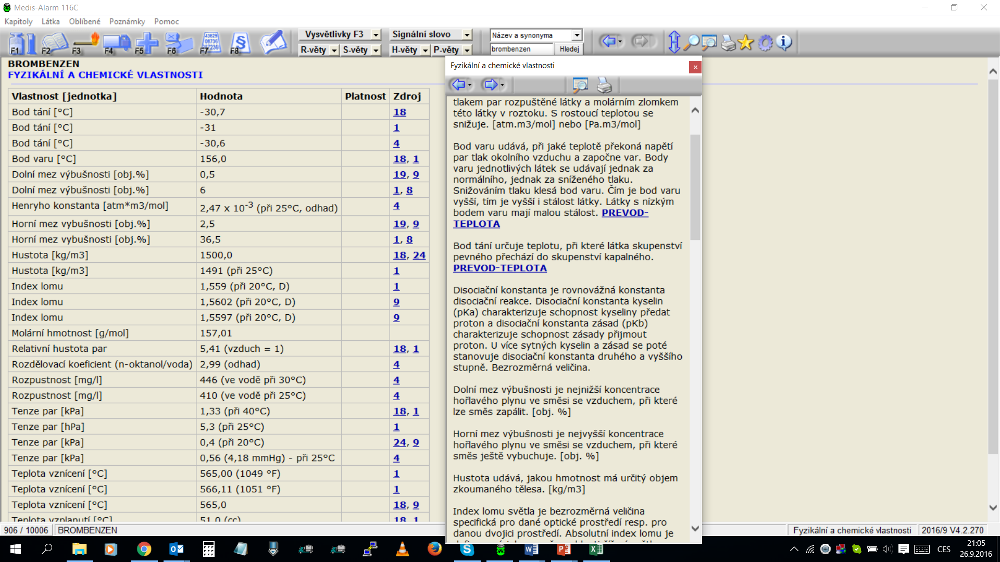 Medis-Alarm 116C
Kapitoly Látka Oblíbené Poznámky Pomoc
F1 F2 F3 F4 F5 F6 F7 F8
Vysvětlivky F3
Signální slovo
Název a synonyma
R-věty
S-věty
H-věty
P-věty
brombenzen
Hledej
BROMBENZEN
FYZIKÁLNÍ A CHEMICKÉ VLASTNOSTI
Vlastnost [jednotka] Hodnota Platnost Zdroj
Bod tání [°C] -30,7 18
Bod tání [°C] -31 1
Bod tání [°C] -30,6 4
Bod varu [°C] 156,0 18, 1
Dolní mez výbušnosti [obj.%] 0,5 19, 9
Dolní mez výbušnosti [obj.%] 6 1, 8
Henryho konstanta [atm*m3/mol] 2,47 x 10-3 (při 25°C, odhad) 4
Horní mez vybušnosti [obj.%] 2,5 19, 9
Horní mez vybušnosti [obj.%] 36,5 1, 8
Hustota [kg/m3] 1500,0 18, 24
Hustota [kg/m3] 1491 (při 25°C) 1
Index lomu 1,559 (při 20°C, D) 1
Index lomu 1,5602 (při 20°C, D) 9
Index lomu 1,5597 (při 20°C, D) 9
Molární hmotnost [g/mol] 157,01
Relativní hustota par 5,41 (vzduch = 1) 18, 1
Rozdělovací koeficient (n-oktanol/voda) 2,99 (odhad) 4
Rozpustnost [mg/l] 446 (ve vodě při 30°C) 4
Rozpustnost [mg/l] 410 (ve vodě při 25°C) 4
Tenze par [kPa] 1,33 (při 40°C) 18, 1
Tenze par [hPa] 5,3 (při 25°C) 1
Tenze par [kPa] 0,4 (při 20°C) 24, 9
Tenze par [kPa] 0,56 (4,18 mmHg) - při 25°C 4
Teplota vznícení [°C] 565,00 (1049 °F) 1
Teplota vznícení [°C] 566,11 (1051 °F) 1
Teplota vznícení [°C] 565,0 18, 9
Teplota vzplanutí [°C] 51,0 (cc) 18, 1
Fyzikální a chemické vlastnosti
tlakem par rozpuštěné látky a molárním zlomkem
této látky v roztoku. S rostoucí teplotou se
snižuje. [atm.m3/mol] nebo [Pa.m3/mol]
Bod varu udává, při jaké teplotě překoná napětí
par tlak okolního vzduchu a započne var. Body
varu jednotlivých látek se udávají jednak za
normálního, jednak za sníženého tlaku.
Snižováním tlaku klesá bod varu. Čím je bod varu
vyšší, tím je vyšší i stálost látky. Látky s nízkým
bodem varu mají malou stálost. PREVOD-
TEPLOTA
Bod tání určuje teplotu, při které látka skupenství
pevného přechází do skupenství kapalného.
PREVOD-TEPLOTA
Disociační konstanta je rovnovážná konstanta
disociační reakce. Disociační konstanta kyselin
(pKa) charakterizuje schopnost kyseliny předat
proton a disociační konstanta zásad (pKb)
charakterizuje schopnost zásady přijmout
proton. U více sytných kyselin a zásad se poté
stanovuje disociační konstanta druhého a vyššího
stupně. Bezrozměrná veličina.
Dolní mez výbušnosti je nejnižší koncentrace
hořlavého plynu ve směsi se vzduchem, při které
lze směs zapálit. [obj. %]
Horní mez výbušnosti je nejvyšší koncentrace
hořlavého plynu ve směsi se vzduchem, při které
směs ještě vybuchuje. [obj. %]
Hustota udává, jakou hmotnost má určitý objem
zkoumaného tělesa. [kg/m3]
Index lomu světla je bezrozměrná veličina
specifická pro dané optické prostředí resp. pro
danou dvojici prostředí. Absolutní index lomu je
906 / 10006 BROMBENZEN
Fyzikální a chemické vlastnosti 2016/9 V4.2.270
CES
21:05
26.9.2016